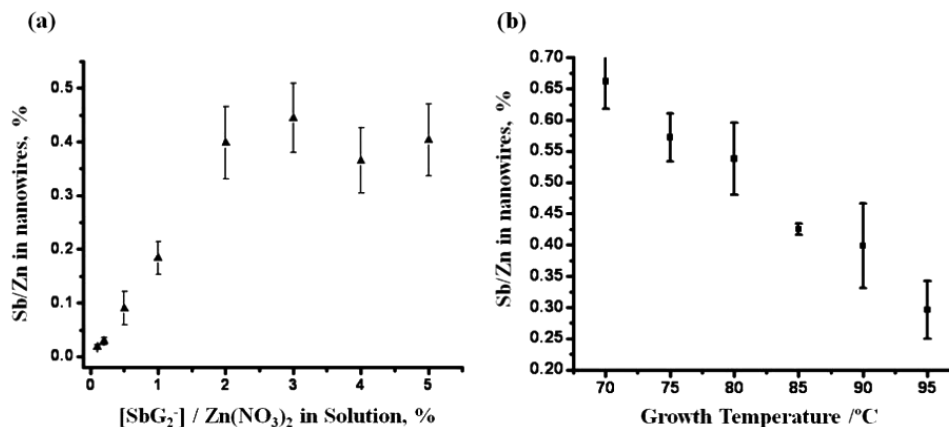 (a)
Sb/Zn in nanowires, %
0.5
0.4
0.3
0.2
0.1
0.0
0 1 2 3 4 5
[SbG₂⁻] / Zn(NO₃)₂ in Solution, %
(b)
Sb/Zn in nanowires, %
0.70
0.65
0.60
0.55
0.50
0.45
0.40
0.35
0.30
0.25
0.20
70 75 80 85 90 95
Growth Temperature /ºC